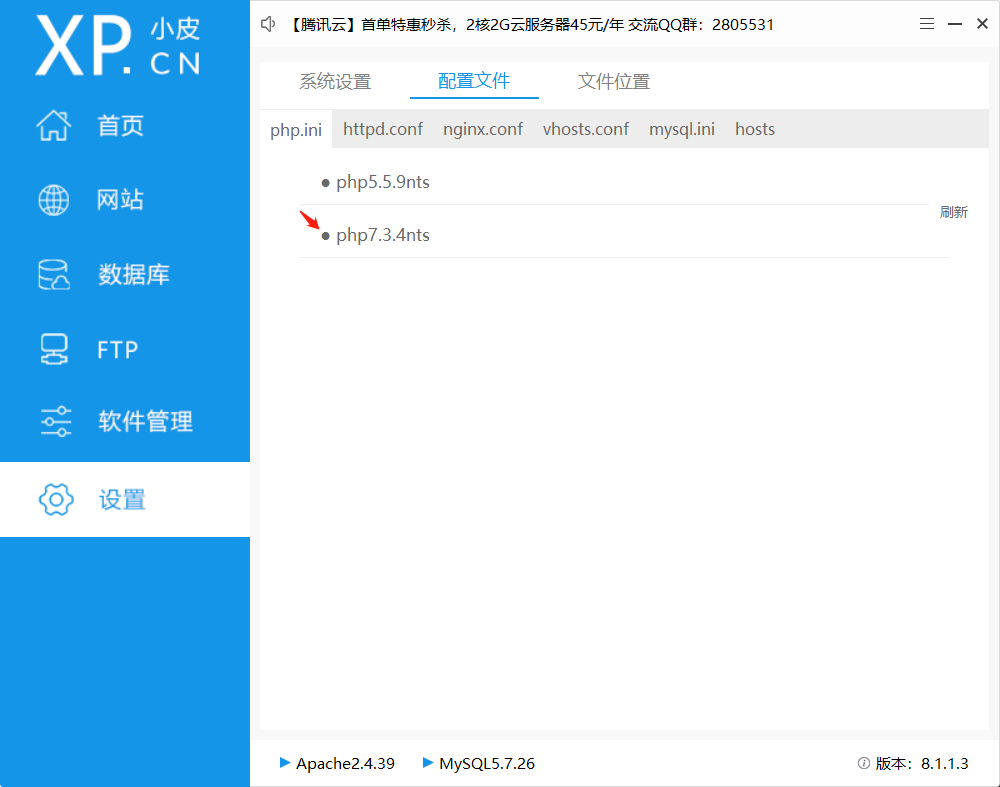 XP.CN 小皮
【腾讯云】首单特惠秒杀，2核2G云服务器45元/年 交流QQ群：2805531
首页
网站
数据库
FTP
软件管理
设置
系统设置 配置文件 文件位置
php.ini httpd.conf nginx.conf vhosts.conf mysql.ini hosts
● php5.5.9nts
刷新
● php7.3.4nts
Apache2.4.39 MySQL5.7.26 版本：8.1.1.3